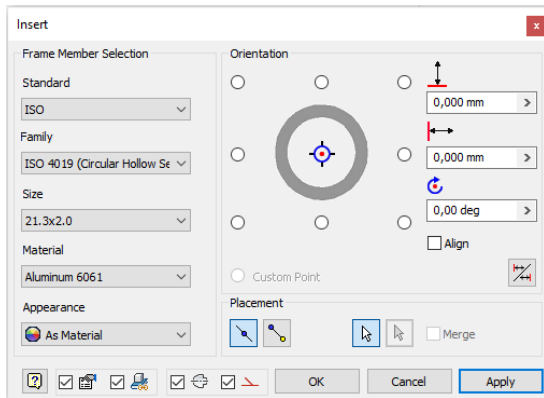 Insert
x
Frame Member Selection
Standard
ISO
Family
ISO 4019 (Circular Hollow Se
Size
21.3x2.0
Material
Aluminum 6061
Appearance
As Material
Orientation
0,000 mm
0,000 mm
0,00 deg
Align
Custom Point
Placement
Merge
OK
Cancel
Apply